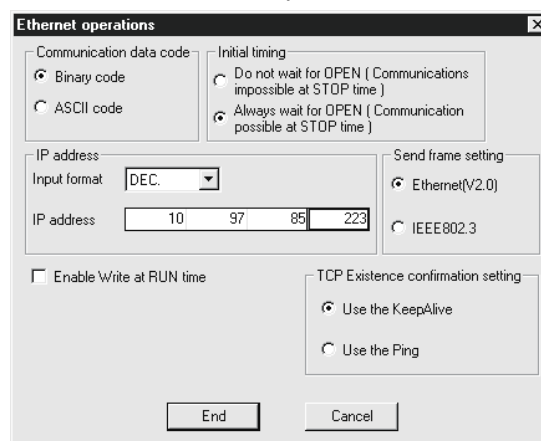 Ethernet operations
Communication data code
Binary code
ASCII code
Initial timing
Do not wait for OPEN ( Communications
impossible at STOP time )
Always wait for OPEN ( Communication
possible at STOP time )
IP address
Input format DEC.
IP address 10 97 85 223
Send frame setting
Ethernet(V2.0)
IEEE802.3
Enable Write at RUN time
TCP Existence confirmation setting
Use the KeepAlive
Use the Ping
End Cancel